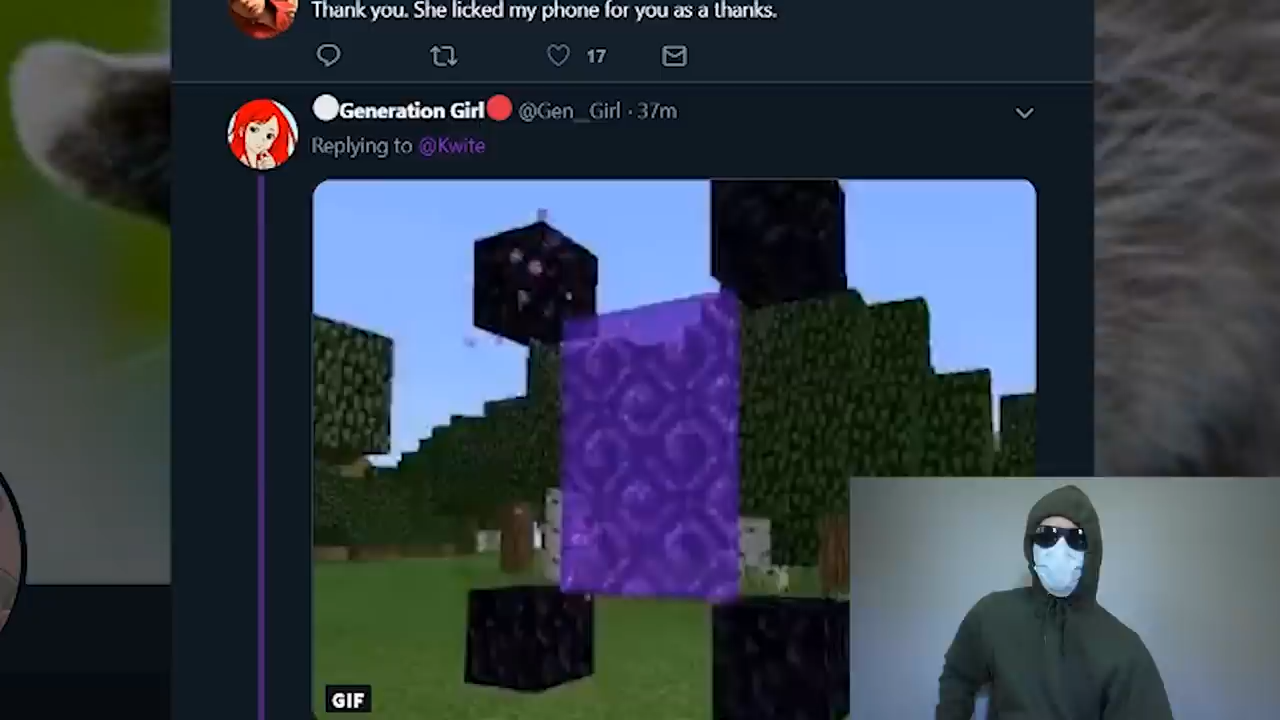 Thank you. She licked my phone for you as a thanks.
17
Generation Girl @Gen_Girl · 37m
Replying to @Kwite
GIF